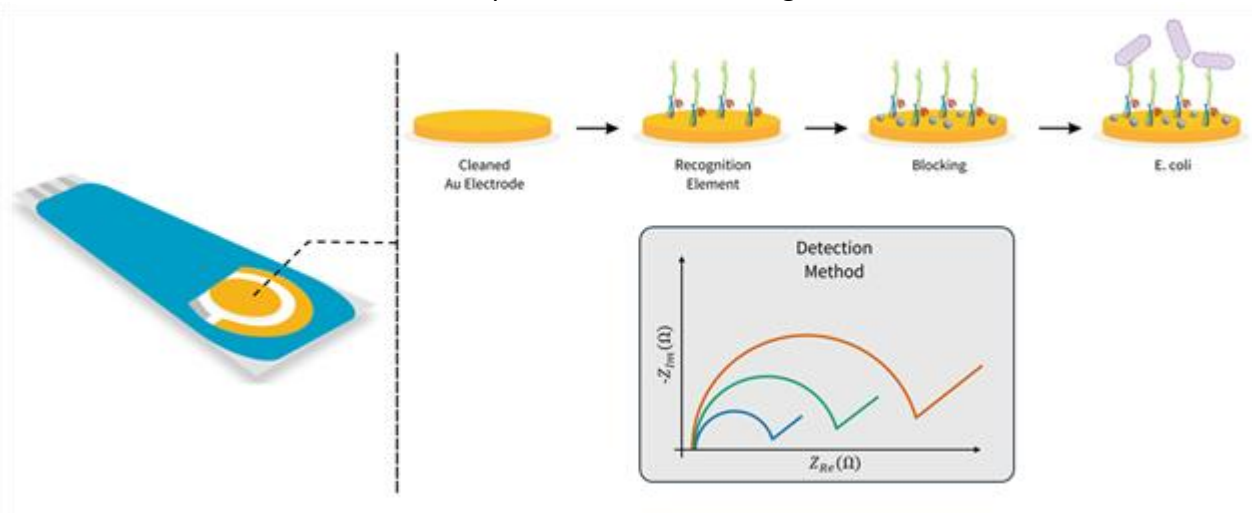 Cleaned
Au Electrode
Recognition
Element
Blocking
E. coli
Detection
Method
-Z_Im(Ω)
Z_Re(Ω)